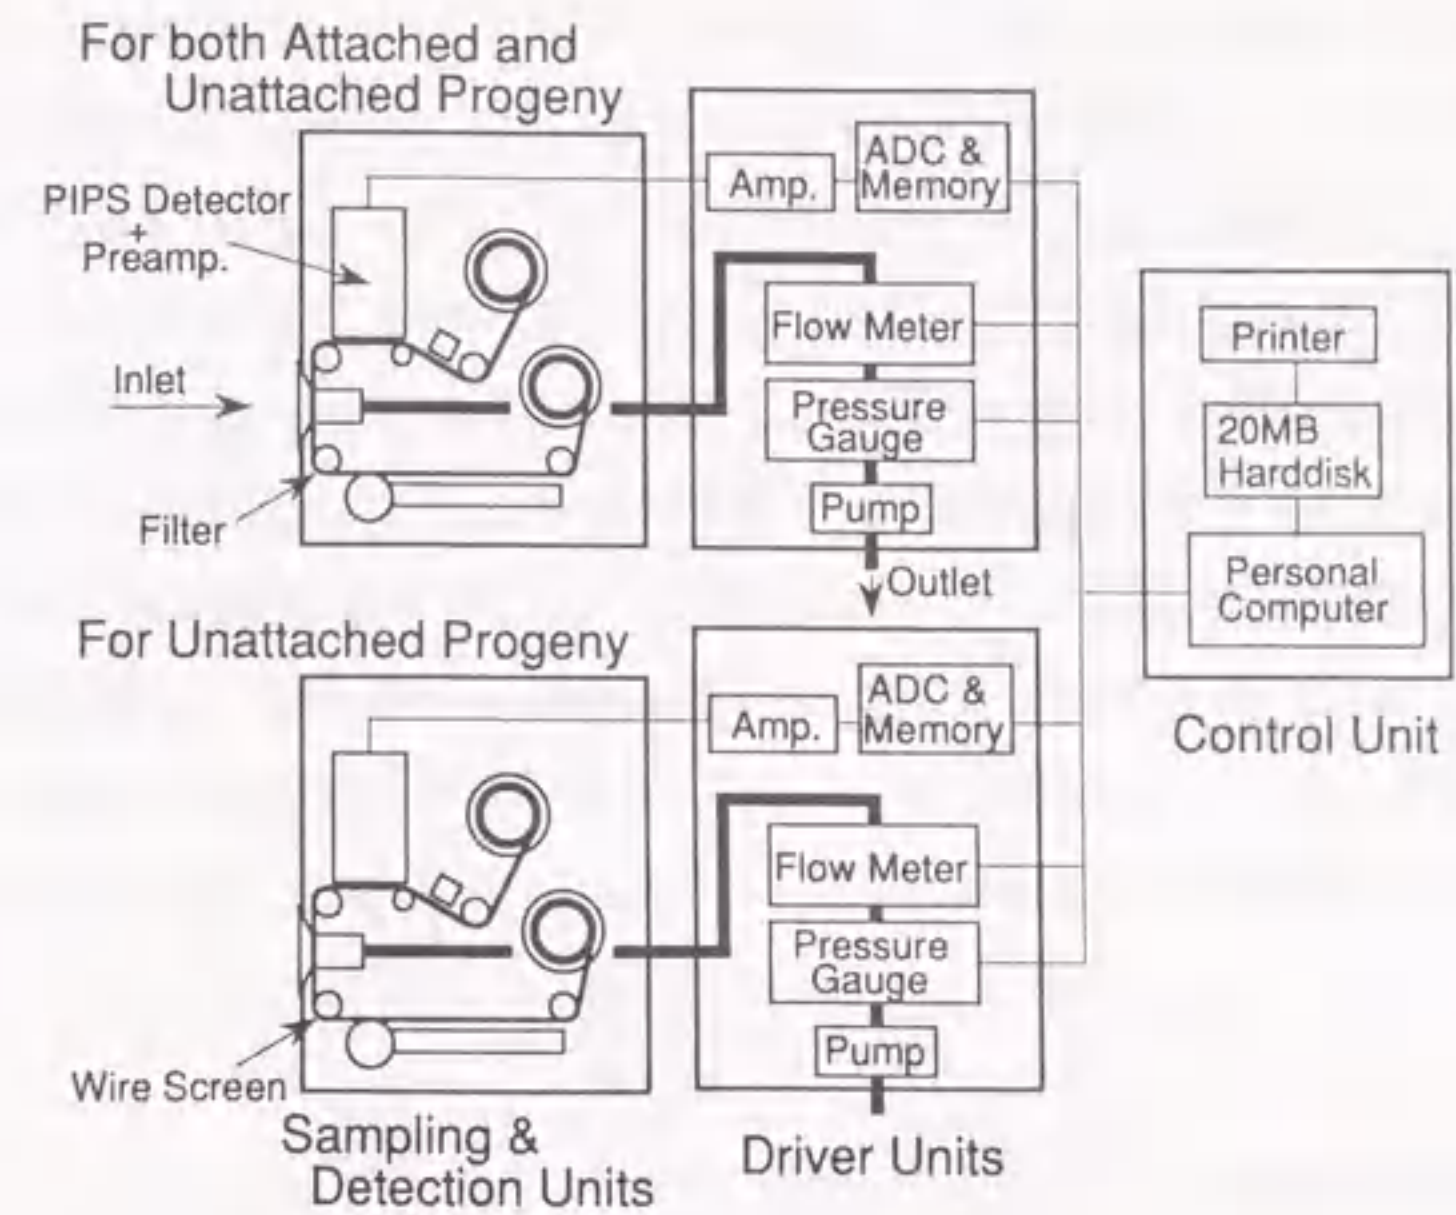 For both Attached and
Unattached Progeny
PIPS Detector
+
Preamp.
Inlet
Filter
Amp.
ADC &
Memory
Flow Meter
Pressure
Gauge
Pump
Outlet
Printer
20MB
Harddisk
Personal
Computer
Control Unit
For Unattached Progeny
Amp.
ADC &
Memory
Flow Meter
Pressure
Gauge
Pump
Wire Screen
Sampling &
Detection Units
Driver Units